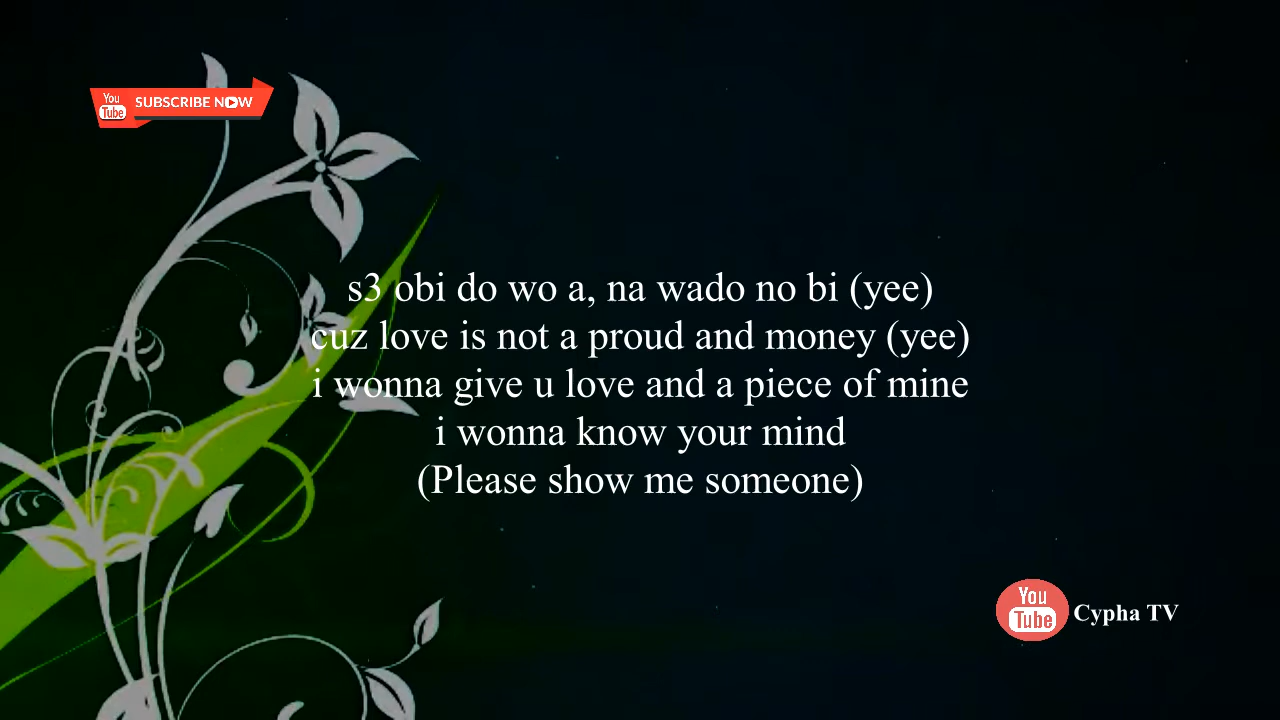 You
Tube
SUBSCRIBE NOW
s3 obi do wo a, na wado no bi (yee)
cuz love is not a proud and money (yee)
i wonna give u love and a piece of mine
i wonna know your mind
(Please show me someone)
You
Tube
Cypha TV